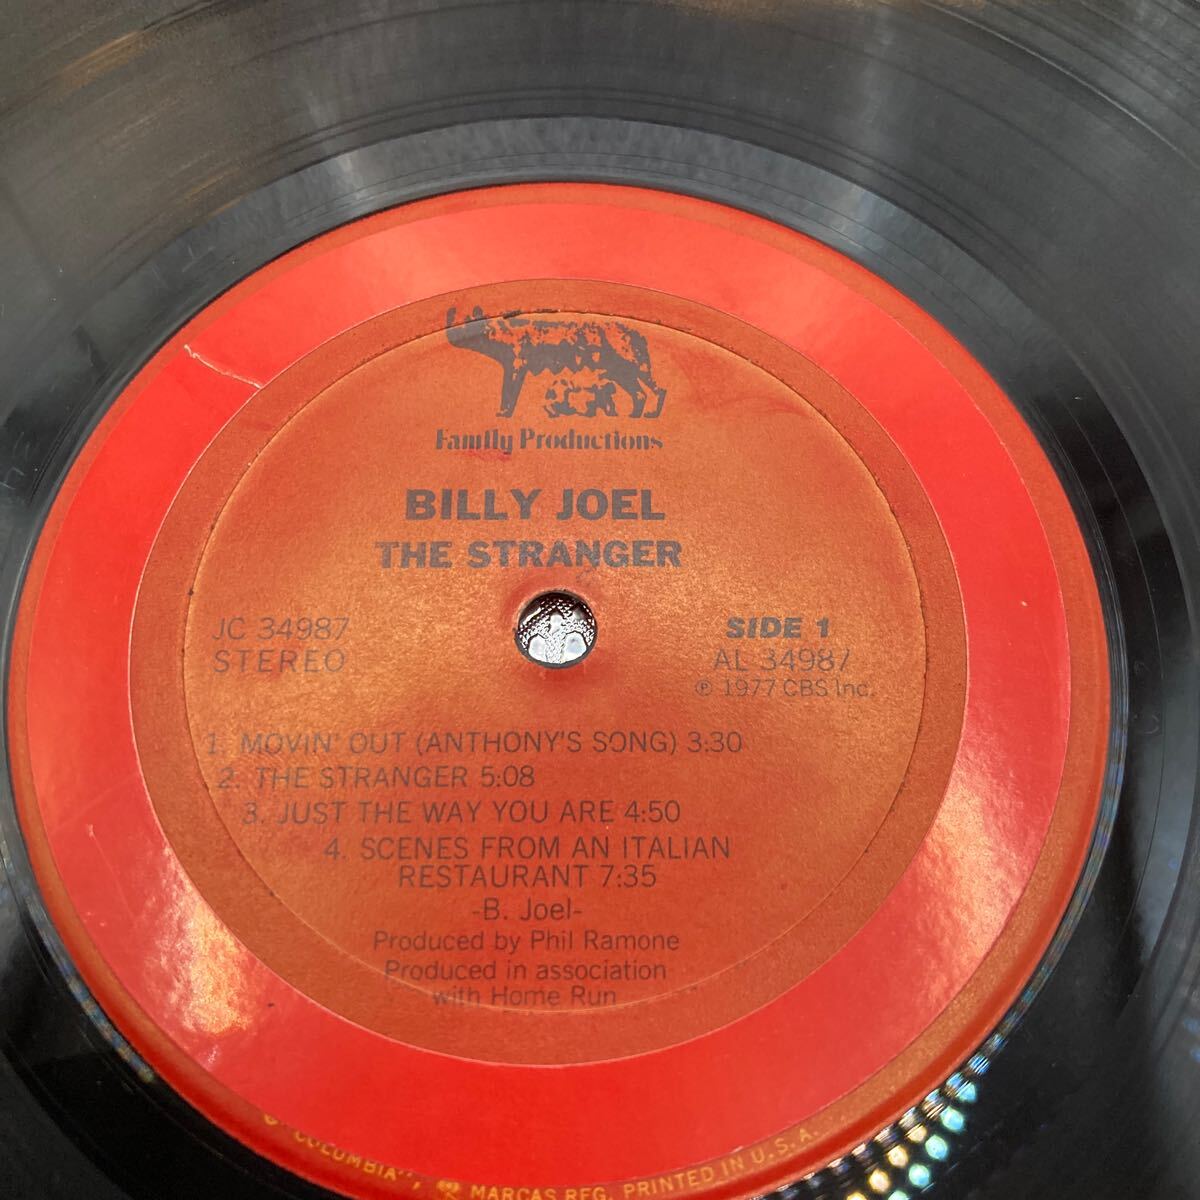 Family Productions
BILLY JOEL
THE STRANGER
JC 34987
STEREO
SIDE 1
AL 34987
℗ 1977 CBS Inc.
1. MOVIN' OUT (ANTHONY'S SONG) 3:30
2. THE STRANGER 5:08
3. JUST THE WAY YOU ARE 4:50
4. SCENES FROM AN ITALIAN
RESTAURANT 7:35
-B. Joel-
Produced by Phil Ramone
Produced in association
with Home Run
COLUMBIA", MARCAS REG. PRINTED IN U.S.A.